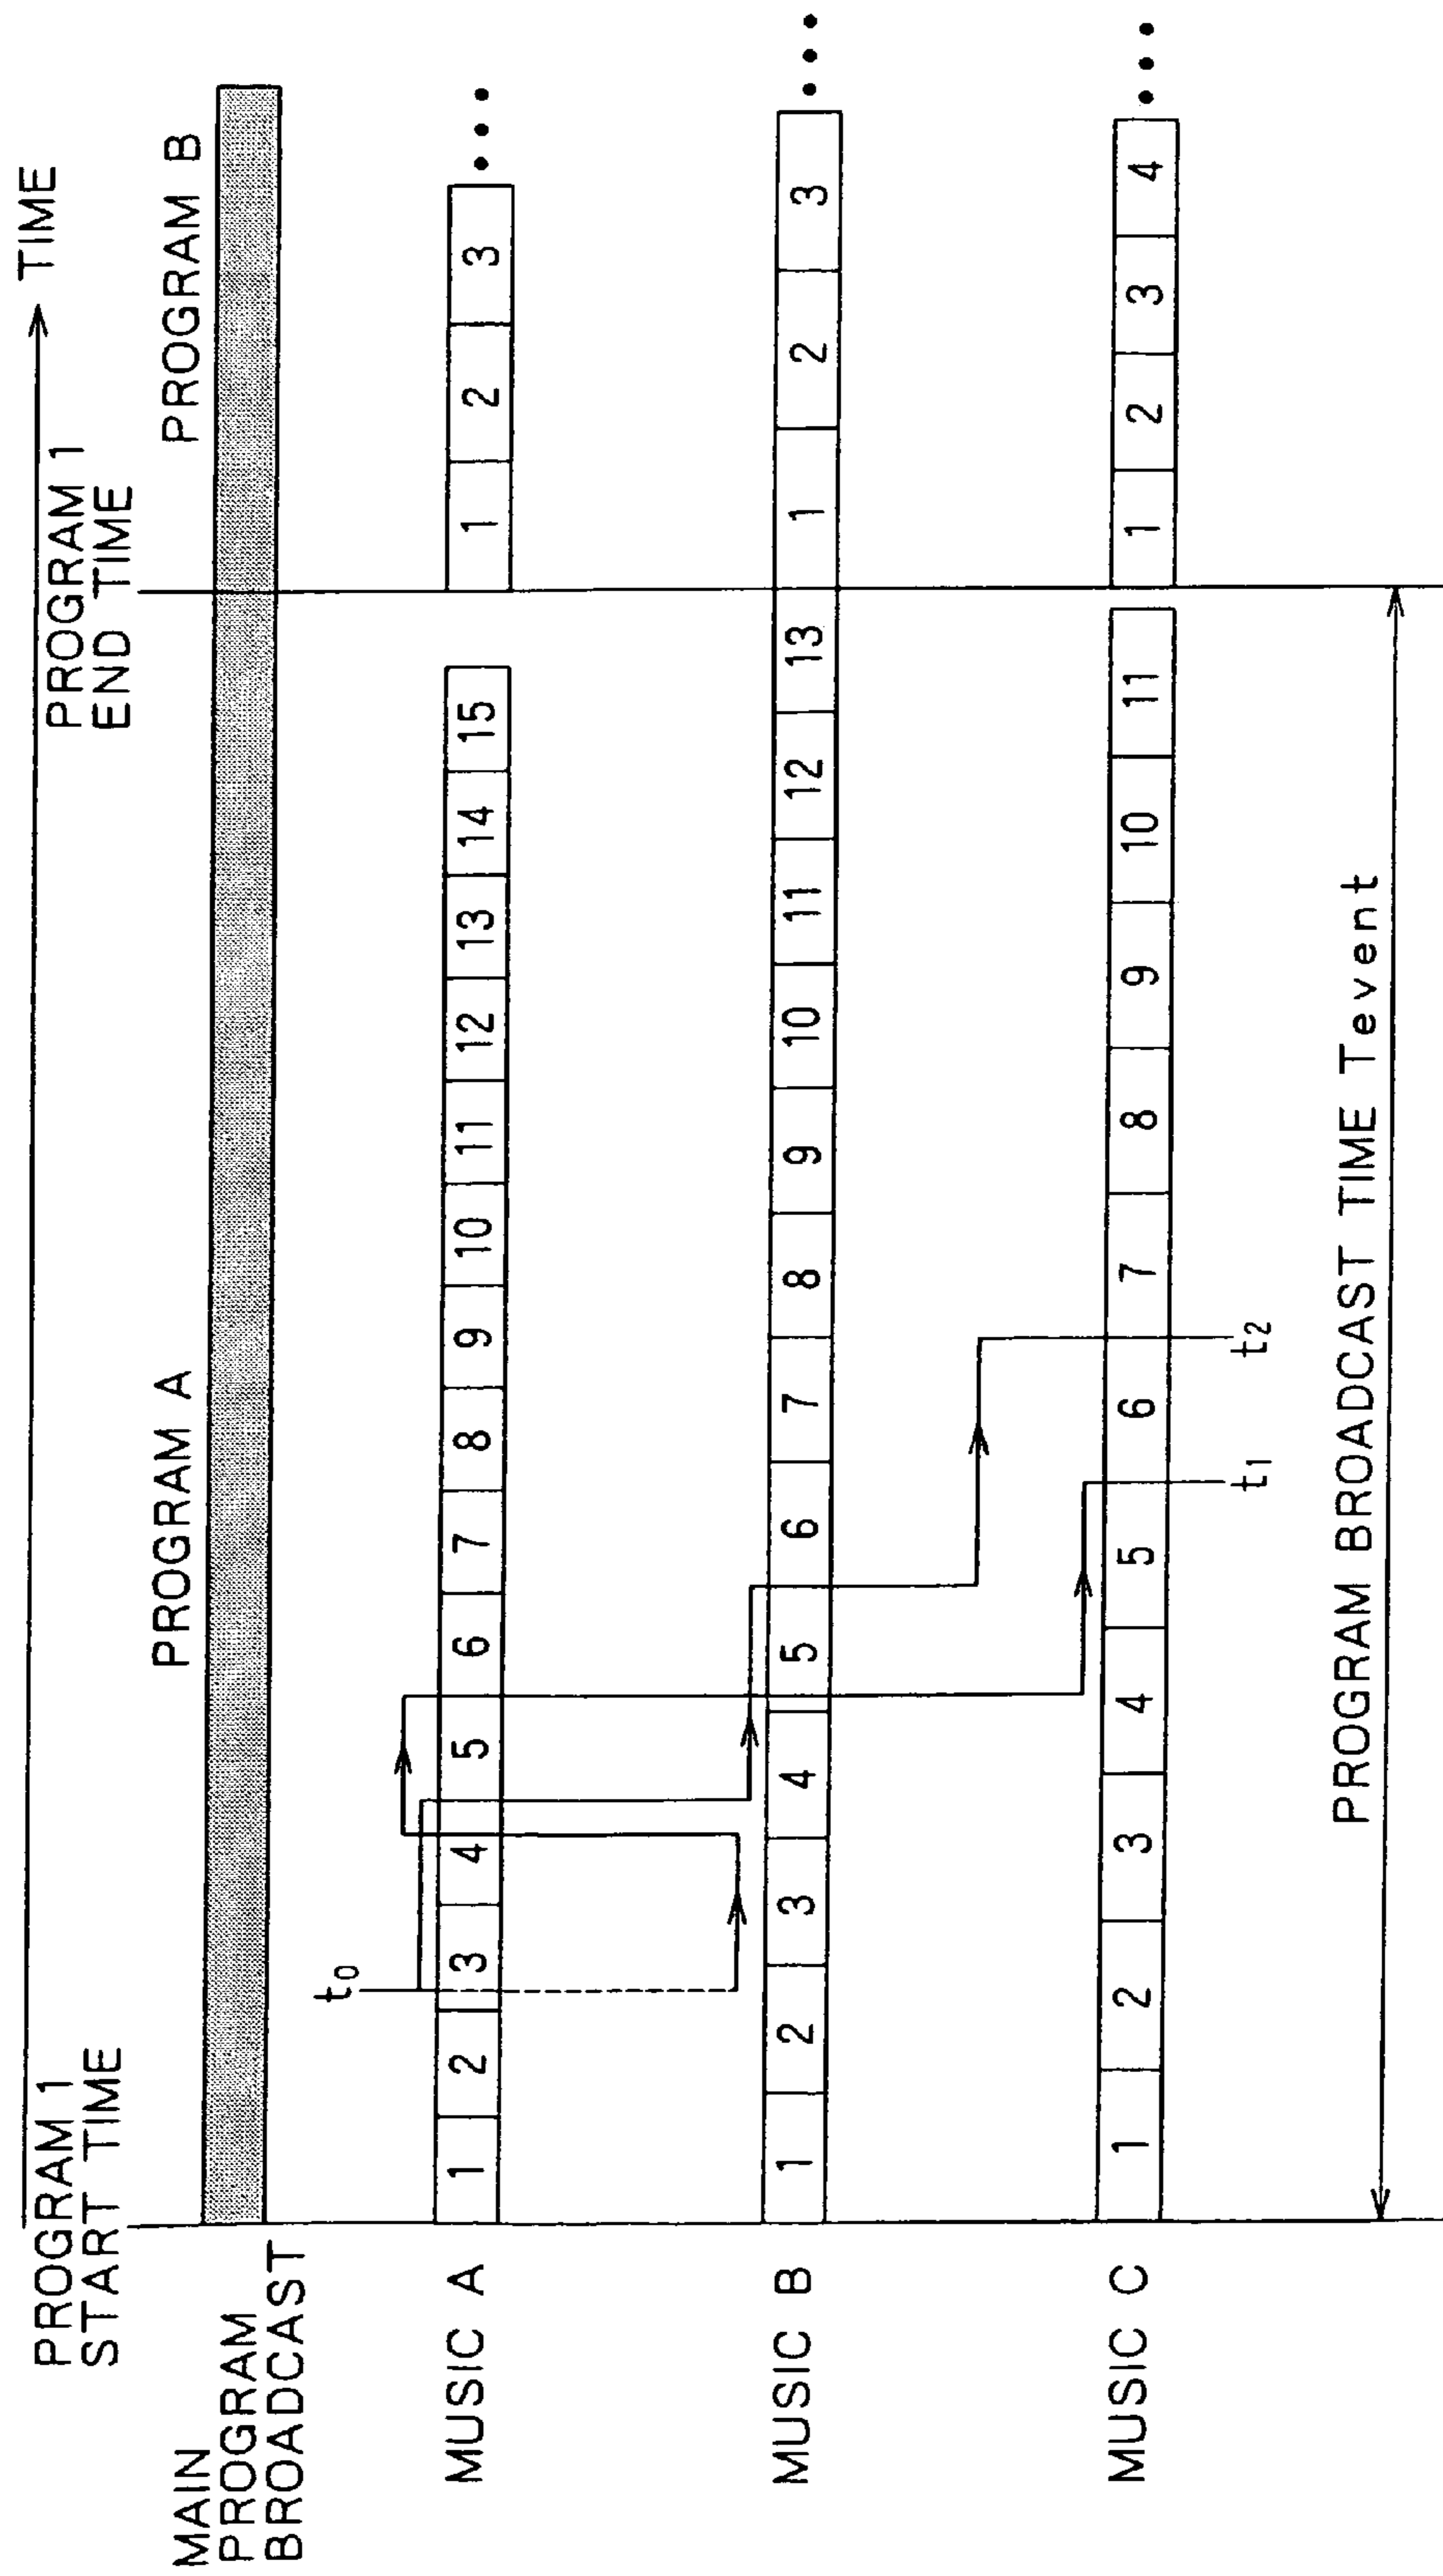 PROGRAM 1
START TIME
PROGRAM 1
END TIME
TIME
MAIN
PROGRAM
BROADCAST
PROGRAM A
PROGRAM B
t0
MUSIC A
1 2 3 4 5 6 7 8 9 10 11 12 13 14 15
1 2 3 •••
MUSIC B
1 2 3 4 5 6 7 8 9 10 11 12 13
1 2 3 •••
MUSIC C
1 2 3 4 5 6 7 8 9 10 11
1 2 3 4 •••
t1
t2
PROGRAM BROADCAST TIME Tevent